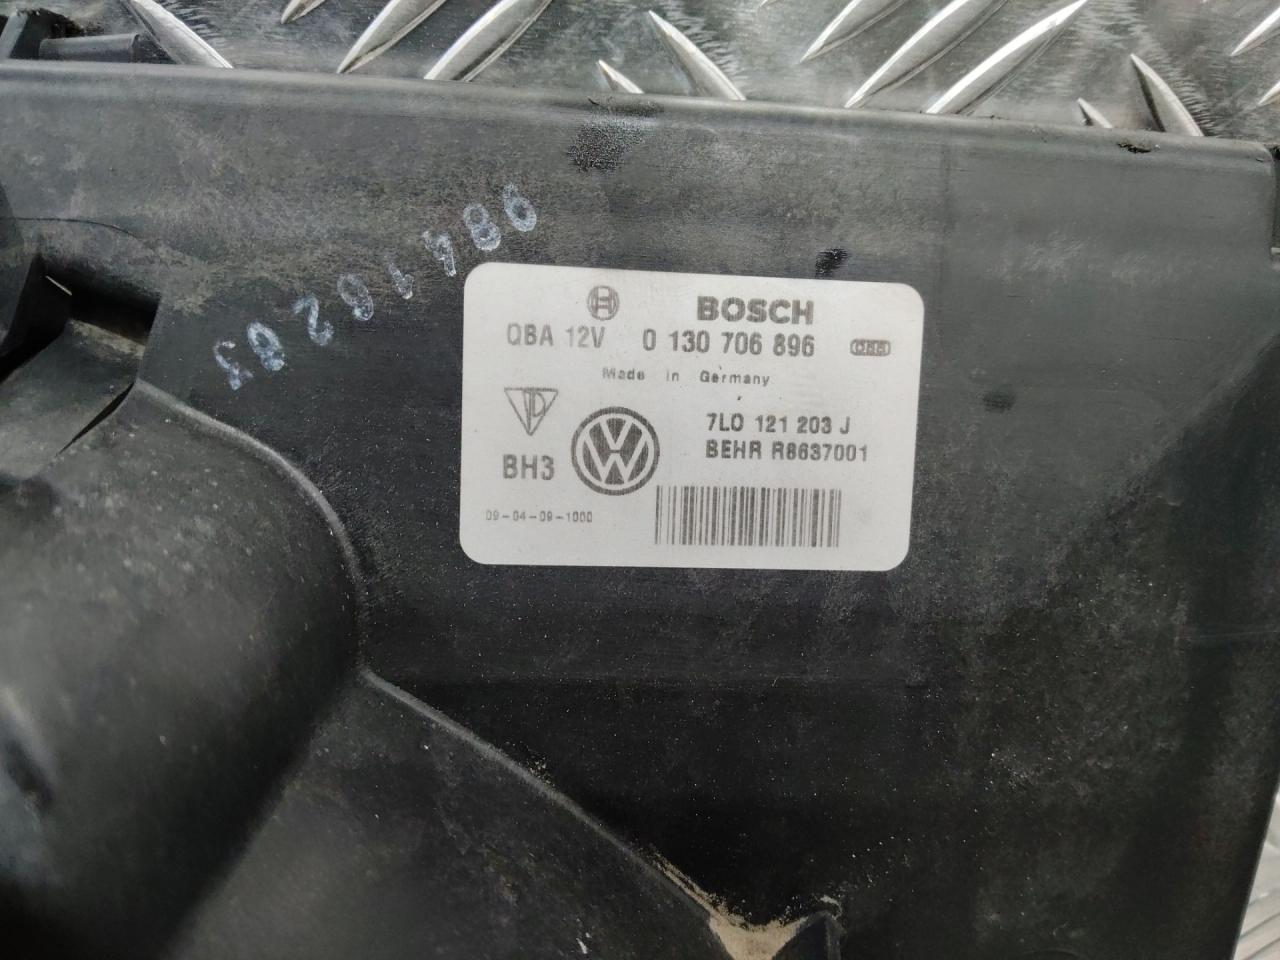 BOSCH
QBA 12V 0 130 706 896
Made in Germany
7L0 121 203 J
BEHR R8637001
BH3
09-04-09-1000